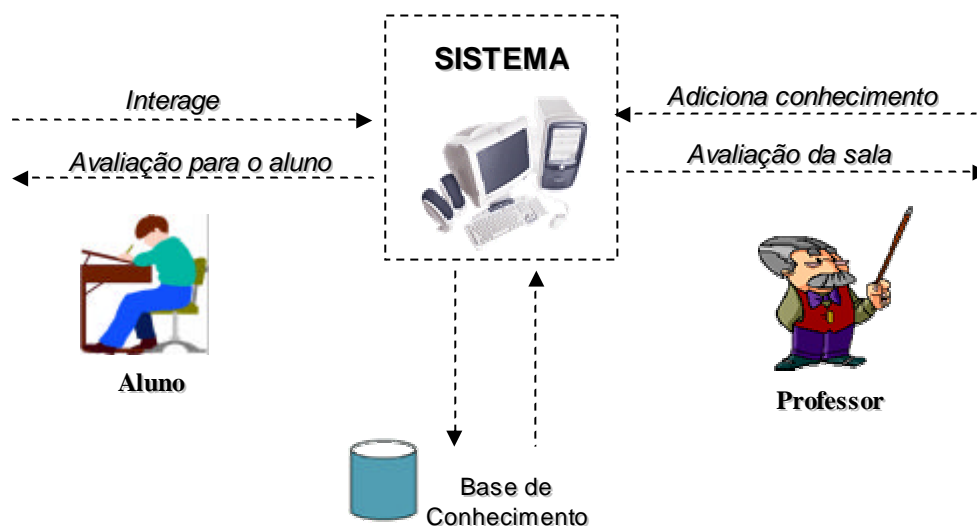 SISTEMA
Interage
Adiciona conhecimento
Avaliação para o aluno
Avaliação da sala
Aluno
Professor
Base de
Conhecimento